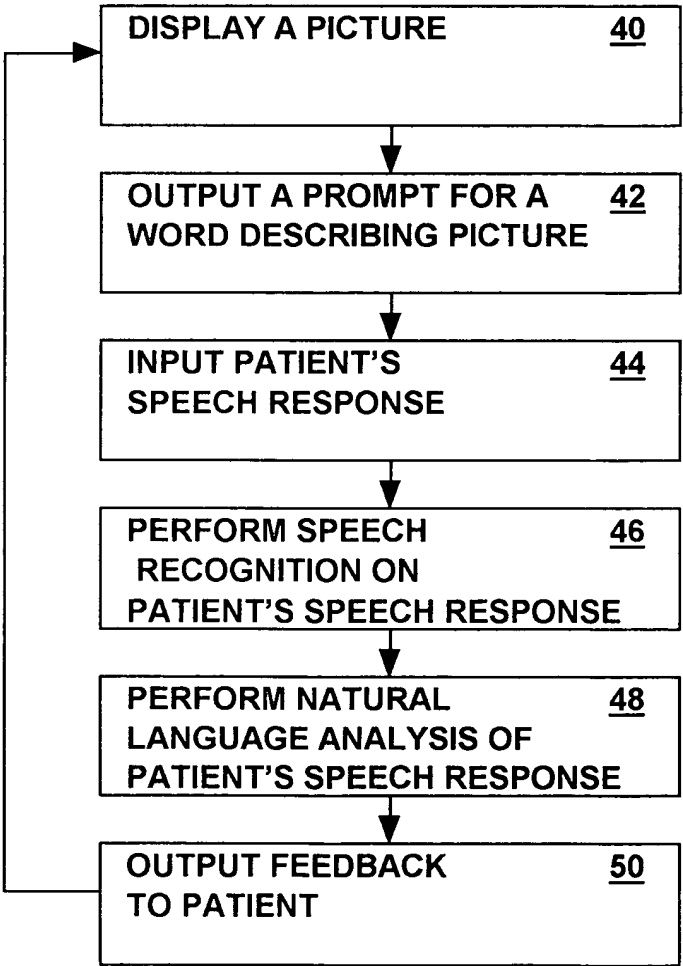 DISPLAY A PICTURE 40
OUTPUT A PROMPT FOR A 42
WORD DESCRIBING PICTURE
INPUT PATIENT'S 44
SPEECH RESPONSE
PERFORM SPEECH 46
RECOGNITION ON
PATIENT'S SPEECH RESPONSE
PERFORM NATURAL 48
LANGUAGE ANALYSIS OF
PATIENT'S SPEECH RESPONSE
OUTPUT FEEDBACK 50
TO PATIENT